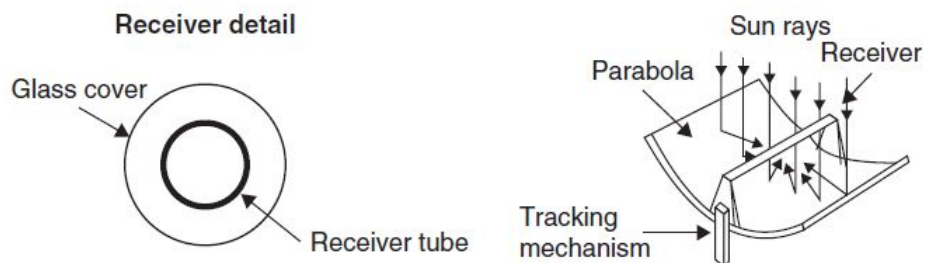 Receiver detail
Glass cover
Receiver tube
Sun rays
Receiver
Parabola
Tracking
mechanism